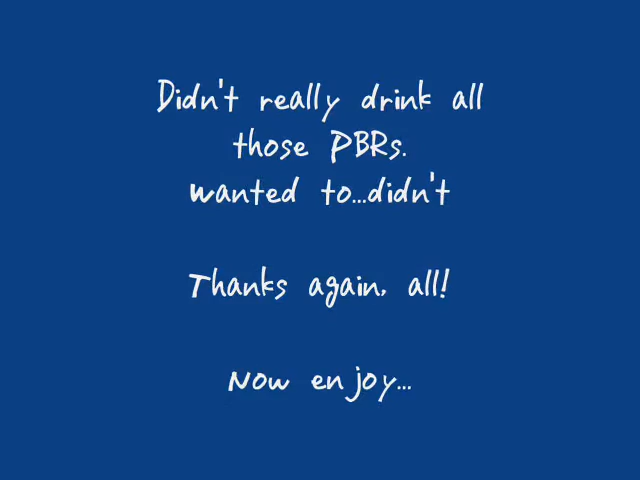 Didn't really drink all
those PBRs.
wanted to...didn't
Thanks again, all!
Now enjoy...